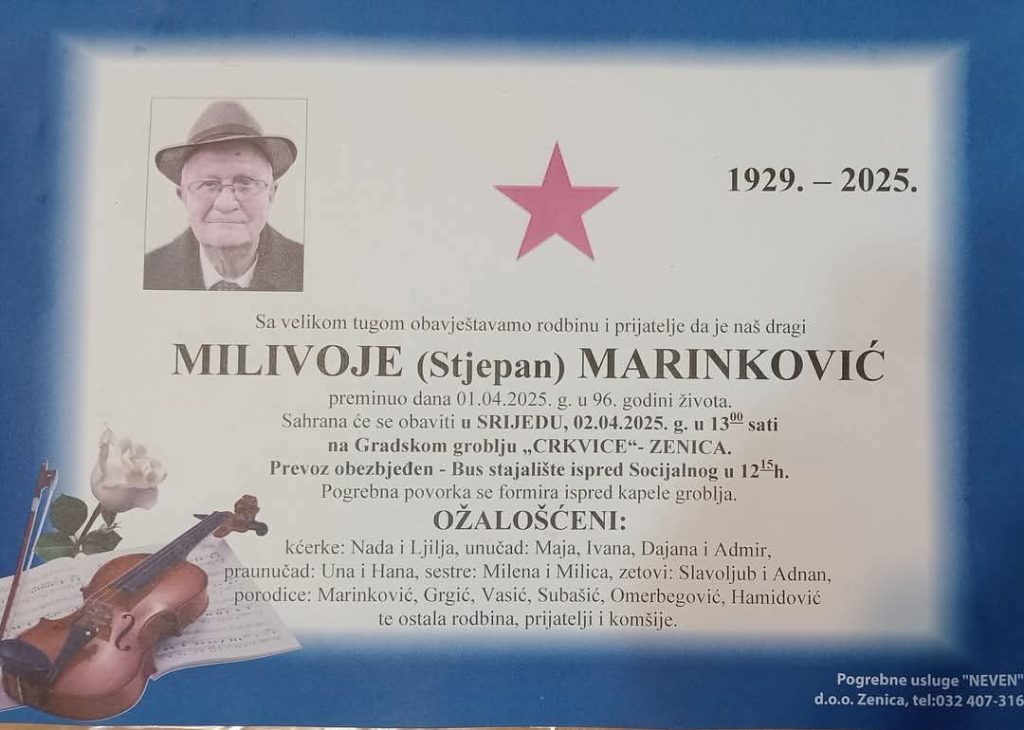 1929. – 2025.
Sa velikom tugom obavještavamo rodbinu i prijatelje da je naš dragi
MILIVOJE (Stjepan) MARINKOVIĆ
preminuo dana 01.04.2025. g. u 96. godini života.
Sahrana će se obaviti u SRIJEDU, 02.04.2025. g. u 13⁰⁰ sati
na Gradskom groblju „CRKVICE“- ZENICA.
Prevoz obezbjeđen - Bus stajalište ispred Socijalnog u 12¹⁵h.
Pogrebna povorka se formira ispred kapele groblja.
OŽALOŠĆENI:
kćerke: Nada i Ljilja, unučad: Maja, Ivana, Dajana i Admir,
praunučad: Una i Hana, sestre: Milena i Milica, zetovi: Slavoljub i Adnan,
porodice: Marinković, Grgić, Vasić, Subašić, Omerbegović, Hamidović
te ostala rodbina, prijatelji i komšije.
Pogrebne usluge "NEVEN"
d.o.o. Zenica, tel:032 407-316